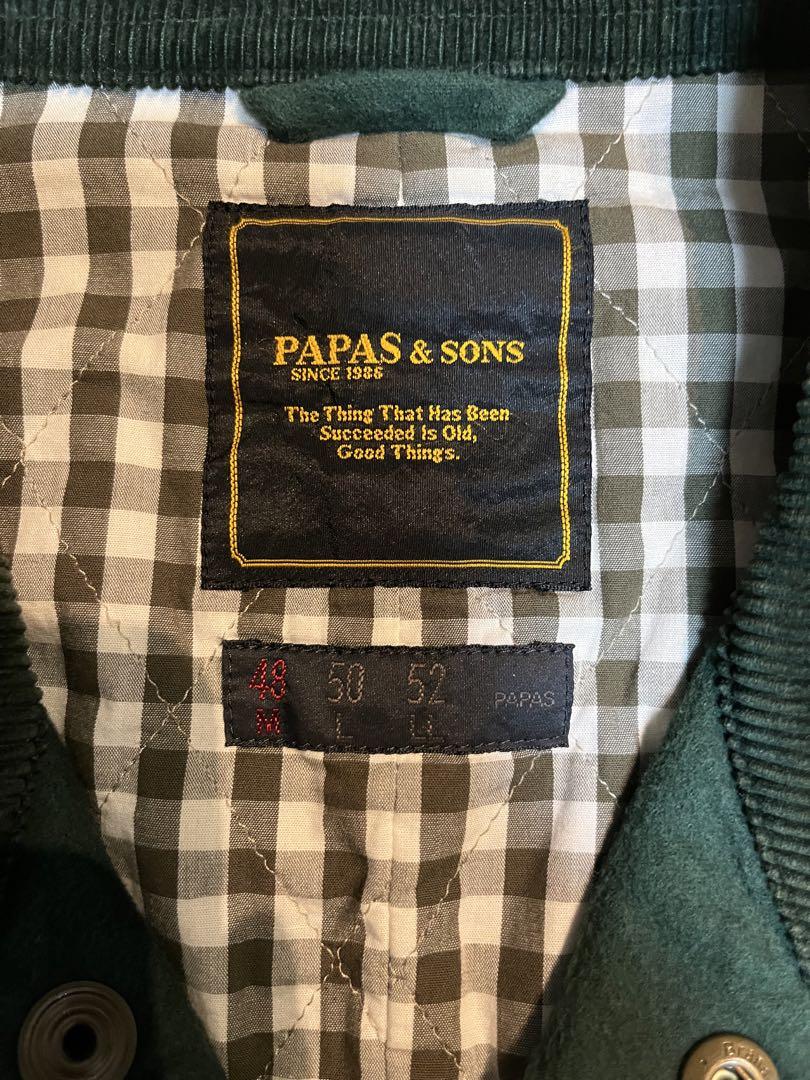 PAPAS & SONS
SINCE 1986
The Thing That Has Been
Succeeded Is Old,
Good Things.
48 50 52 PAPAS
M L LL